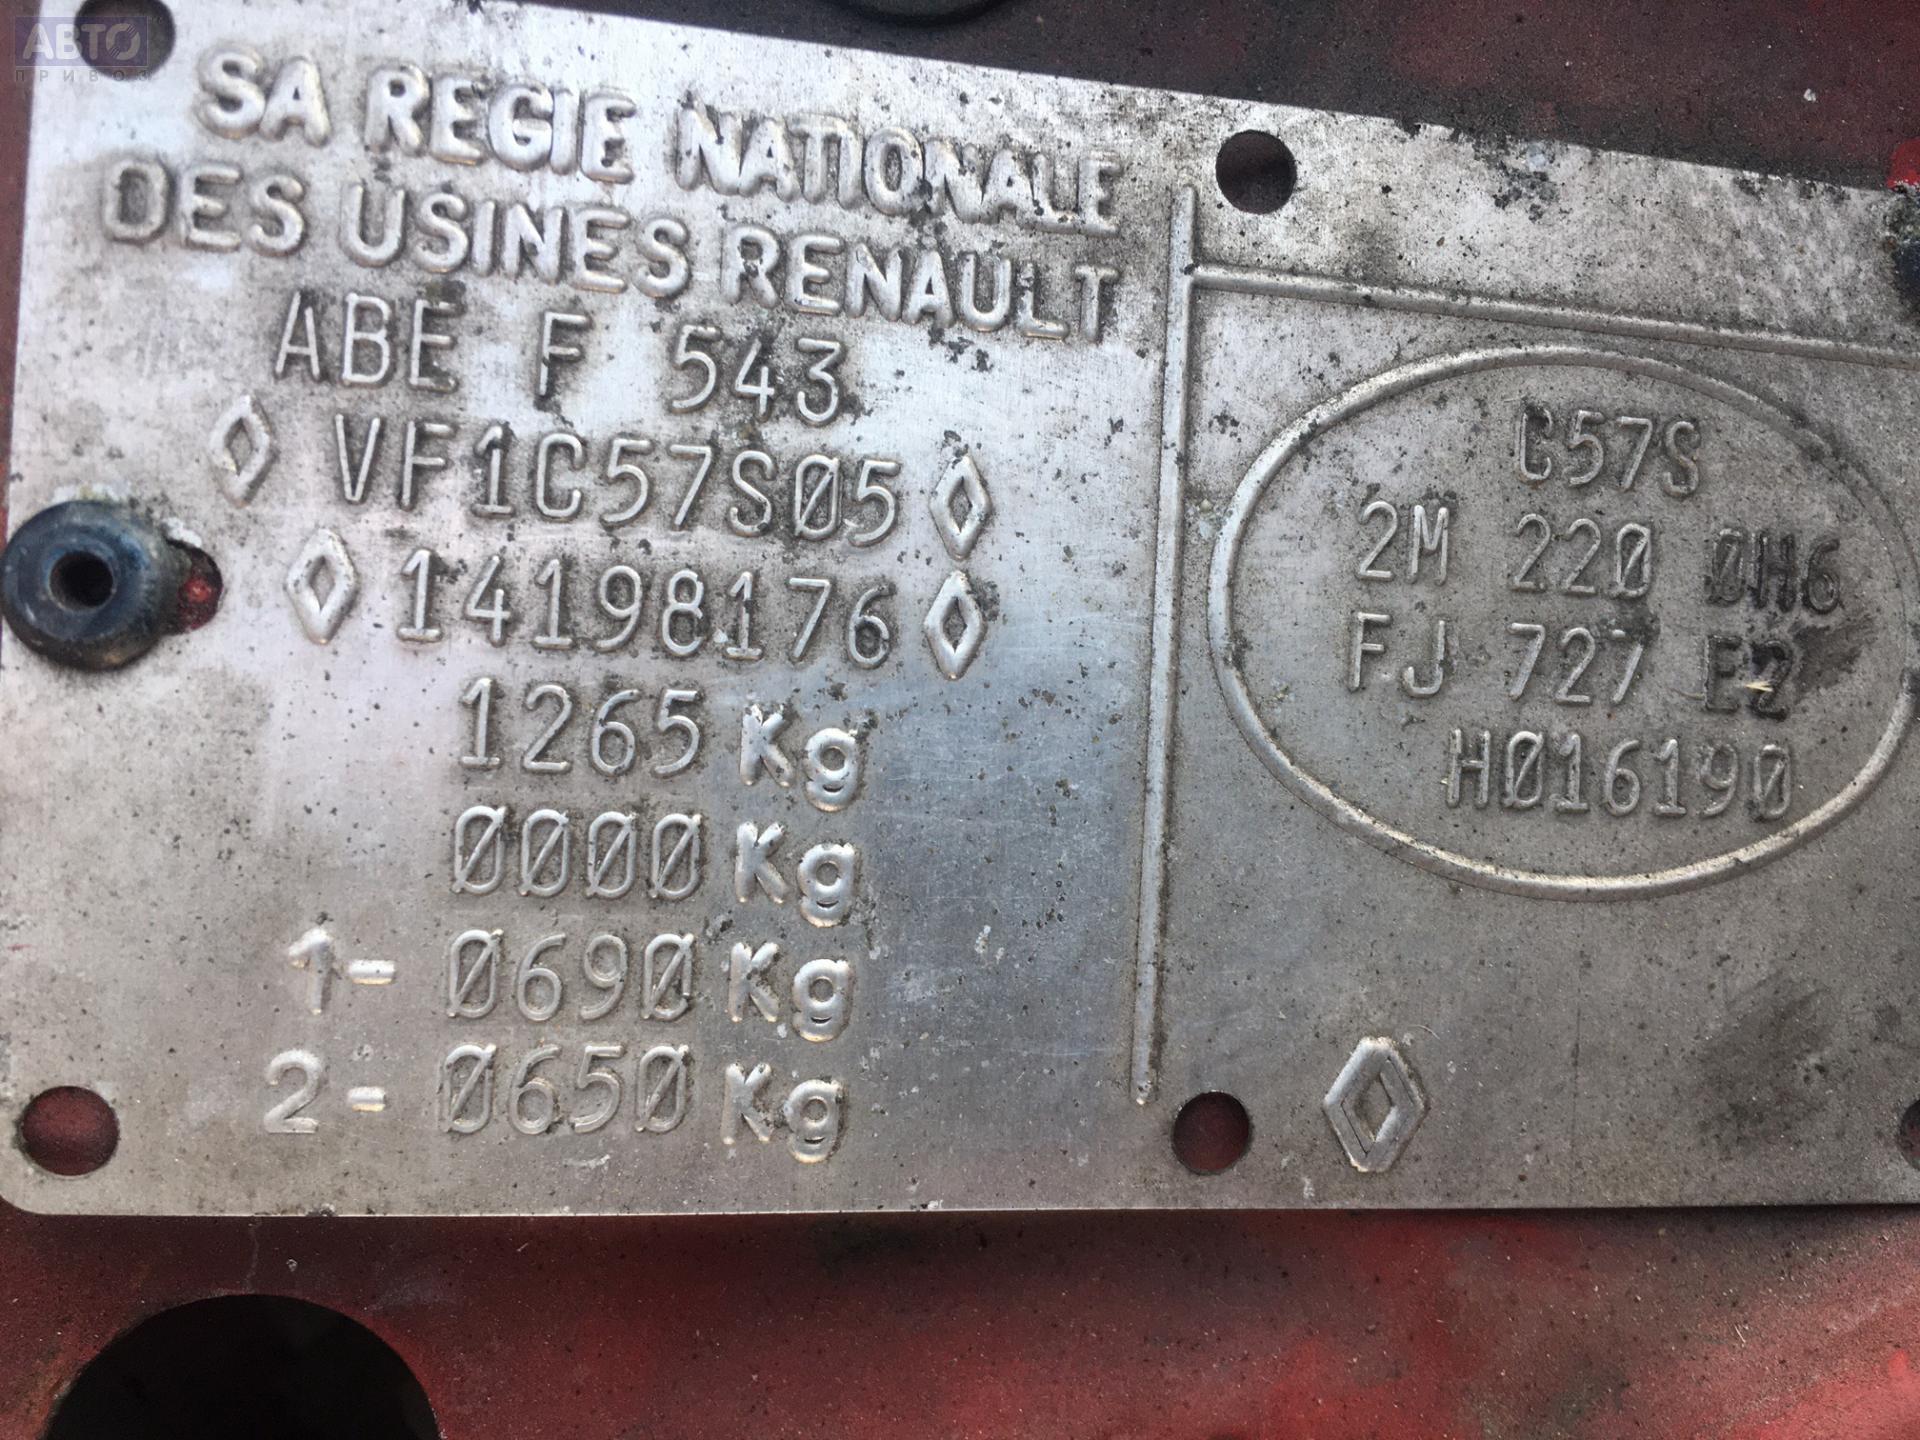 АВТО
ПРИВОЗ
SA REGIE NATIONALE
DES USINES RENAULT
ABE F 543
VF1C57S05
14198176
1265 Kg
0000 Kg
1- 0690 Kg
2- 0650 Kg
C57S
2M 220 0H6
FJ 727 E2
H016190